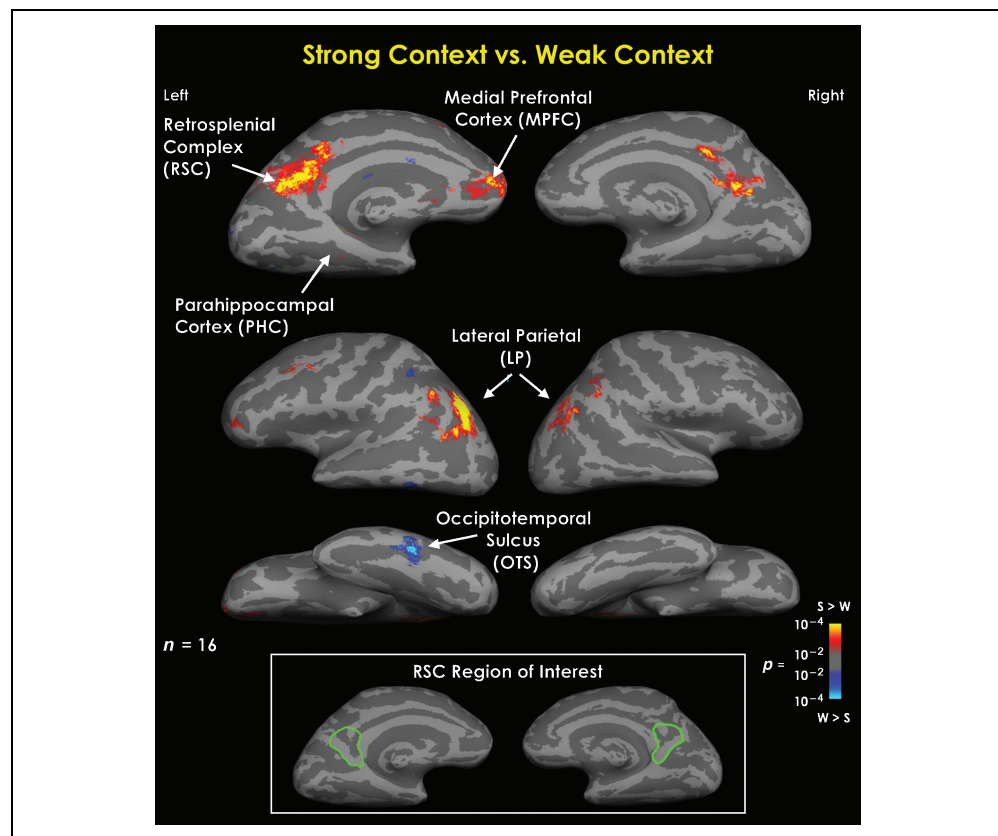 Strong Context vs. Weak Context
Left
Right
Retrosplenial
Complex
(RSC)
Medial Prefrontal
Cortex (MPFC)
Parahippocampal
Cortex (PHC)
Lateral Parietal
(LP)
Occipitotemporal
Sulcus
(OTS)
n = 16
S > W
10⁻⁴
10⁻²
p =
10⁻²
10⁻⁴
W > S
RSC Region of Interest